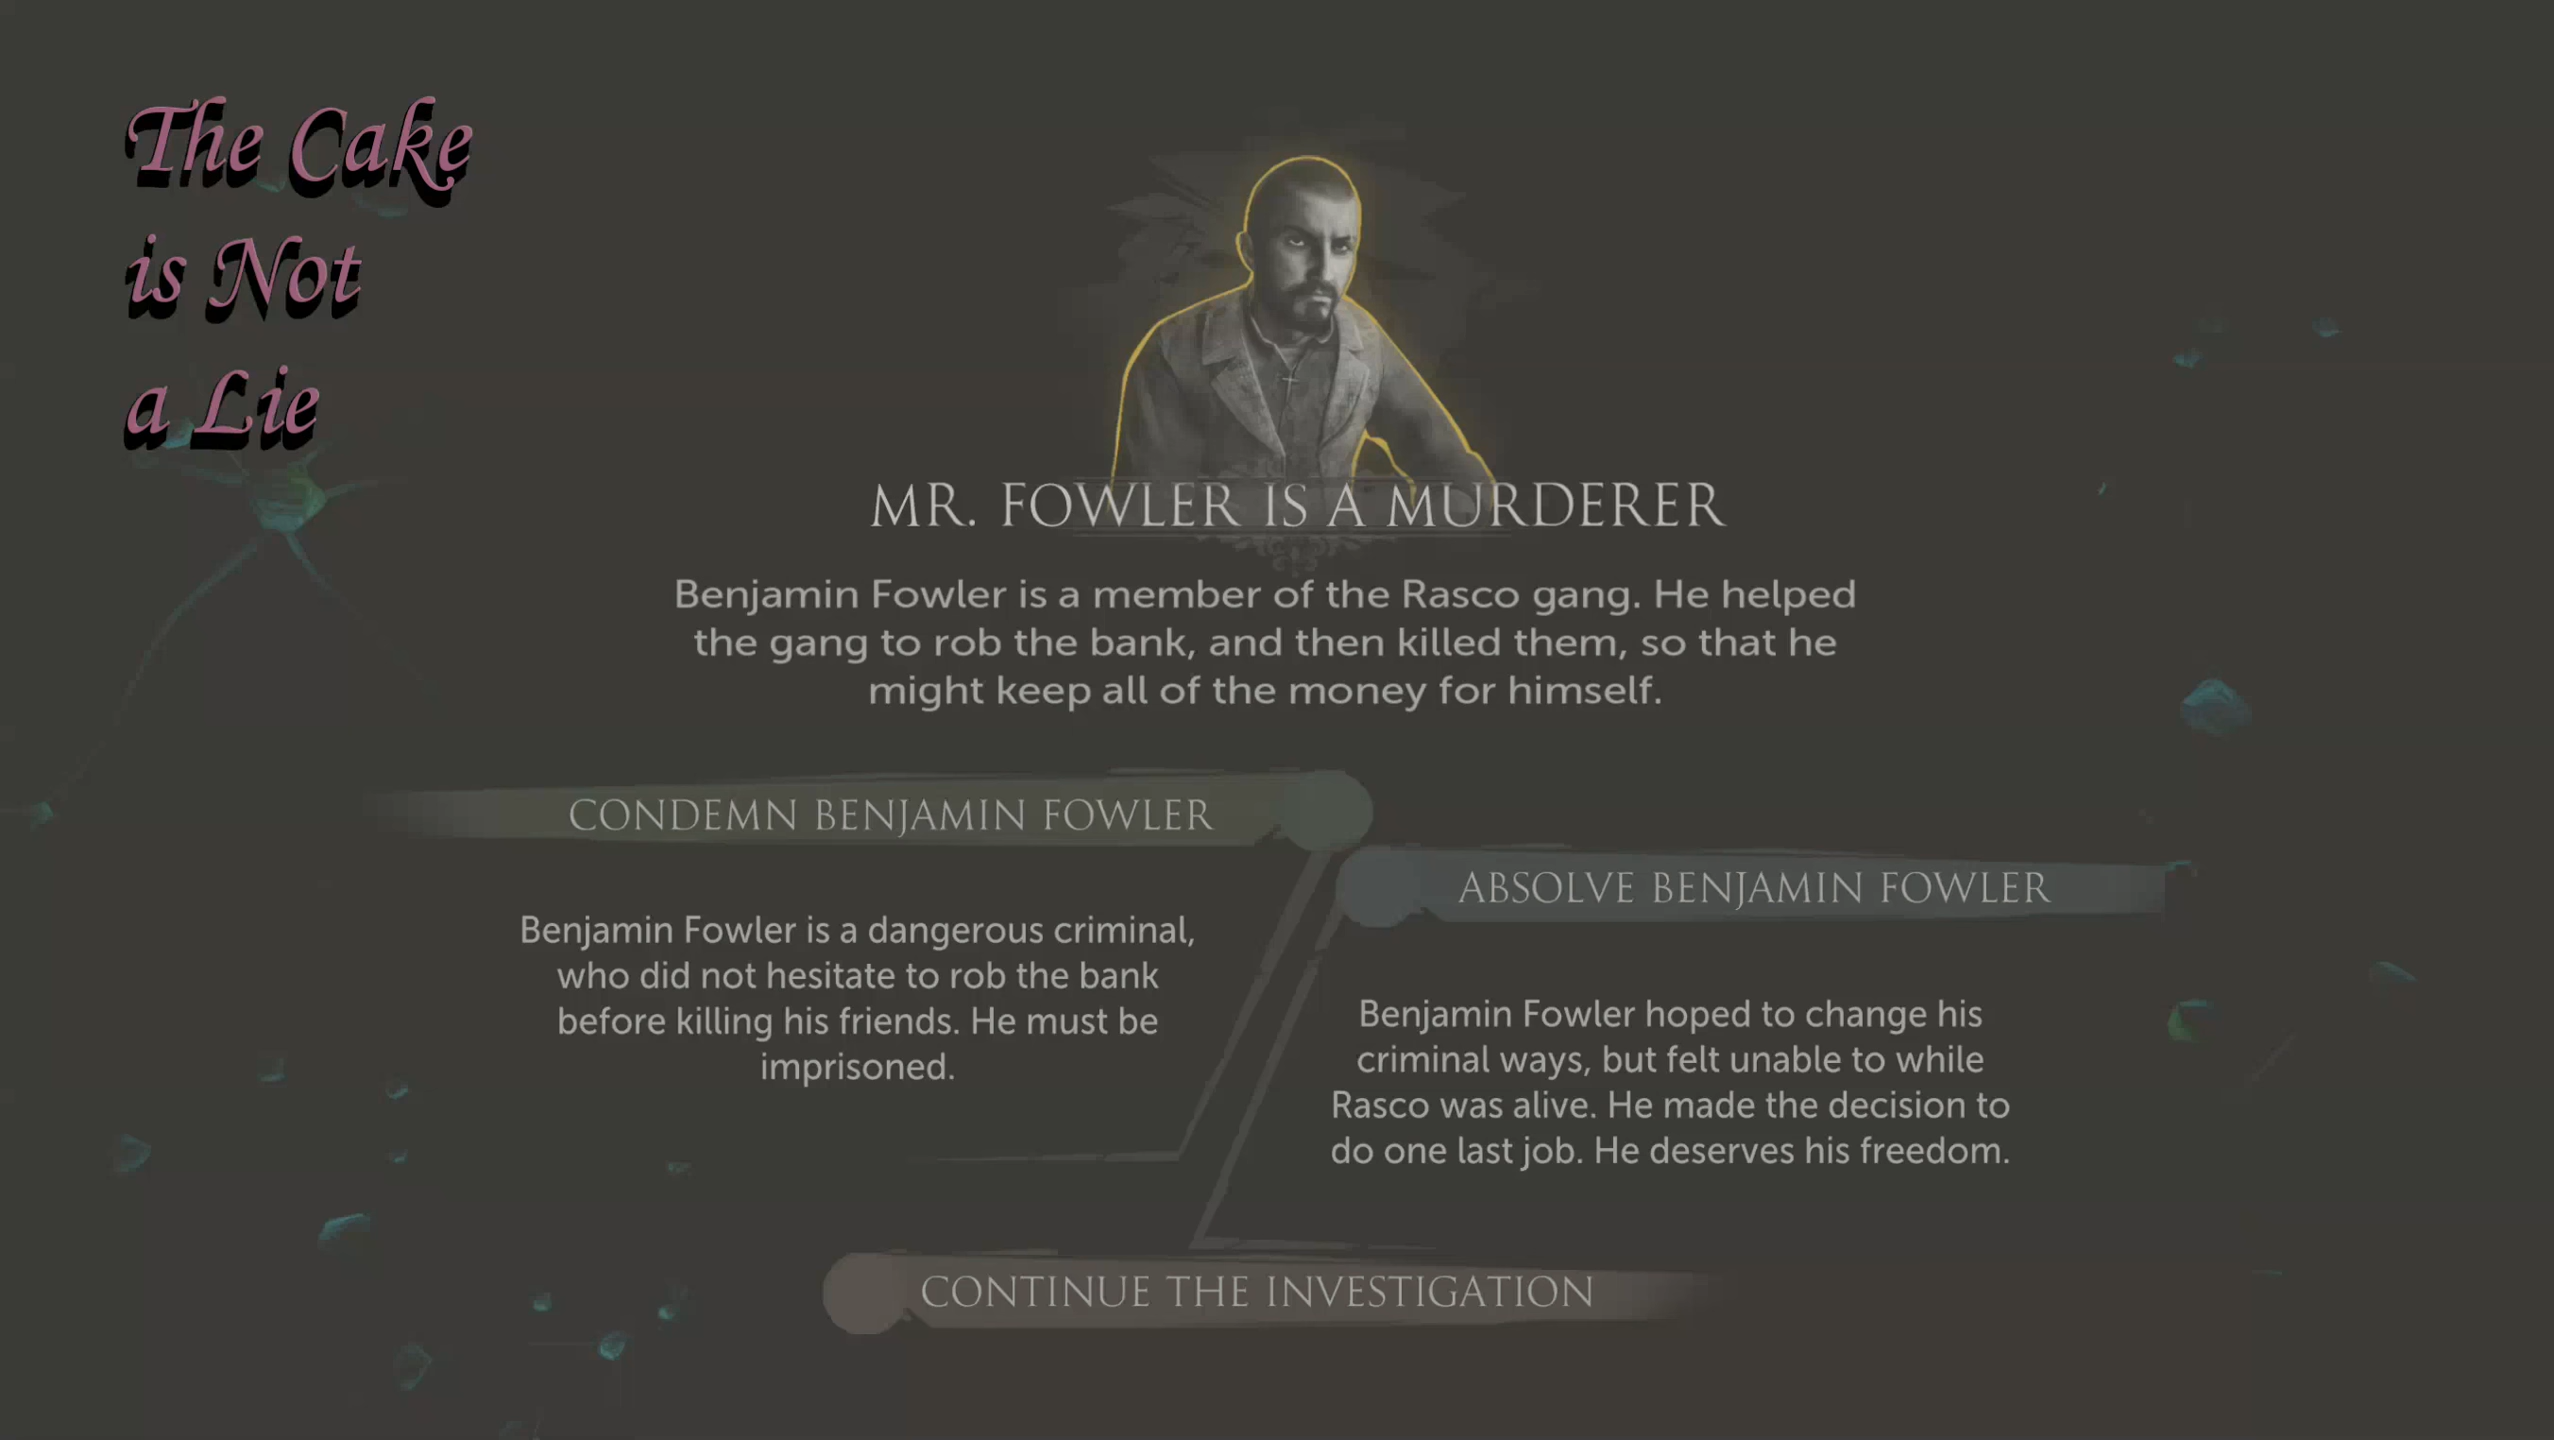 The Cake
is Not
a Lie
MR. FOWLER IS A MURDERER
Benjamin Fowler is a member of the Rasco gang. He helped
the gang to rob the bank, and then killed them, so that he
might keep all of the money for himself.
CONDEMN BENJAMIN FOWLER
Benjamin Fowler is a dangerous criminal,
who did not hesitate to rob the bank
before killing his friends. He must be
imprisoned.
ABSOLVE BENJAMIN FOWLER
Benjamin Fowler hoped to change his
criminal ways, but felt unable to while
Rasco was alive. He made the decision to
do one last job. He deserves his freedom.
CONTINUE THE INVESTIGATION